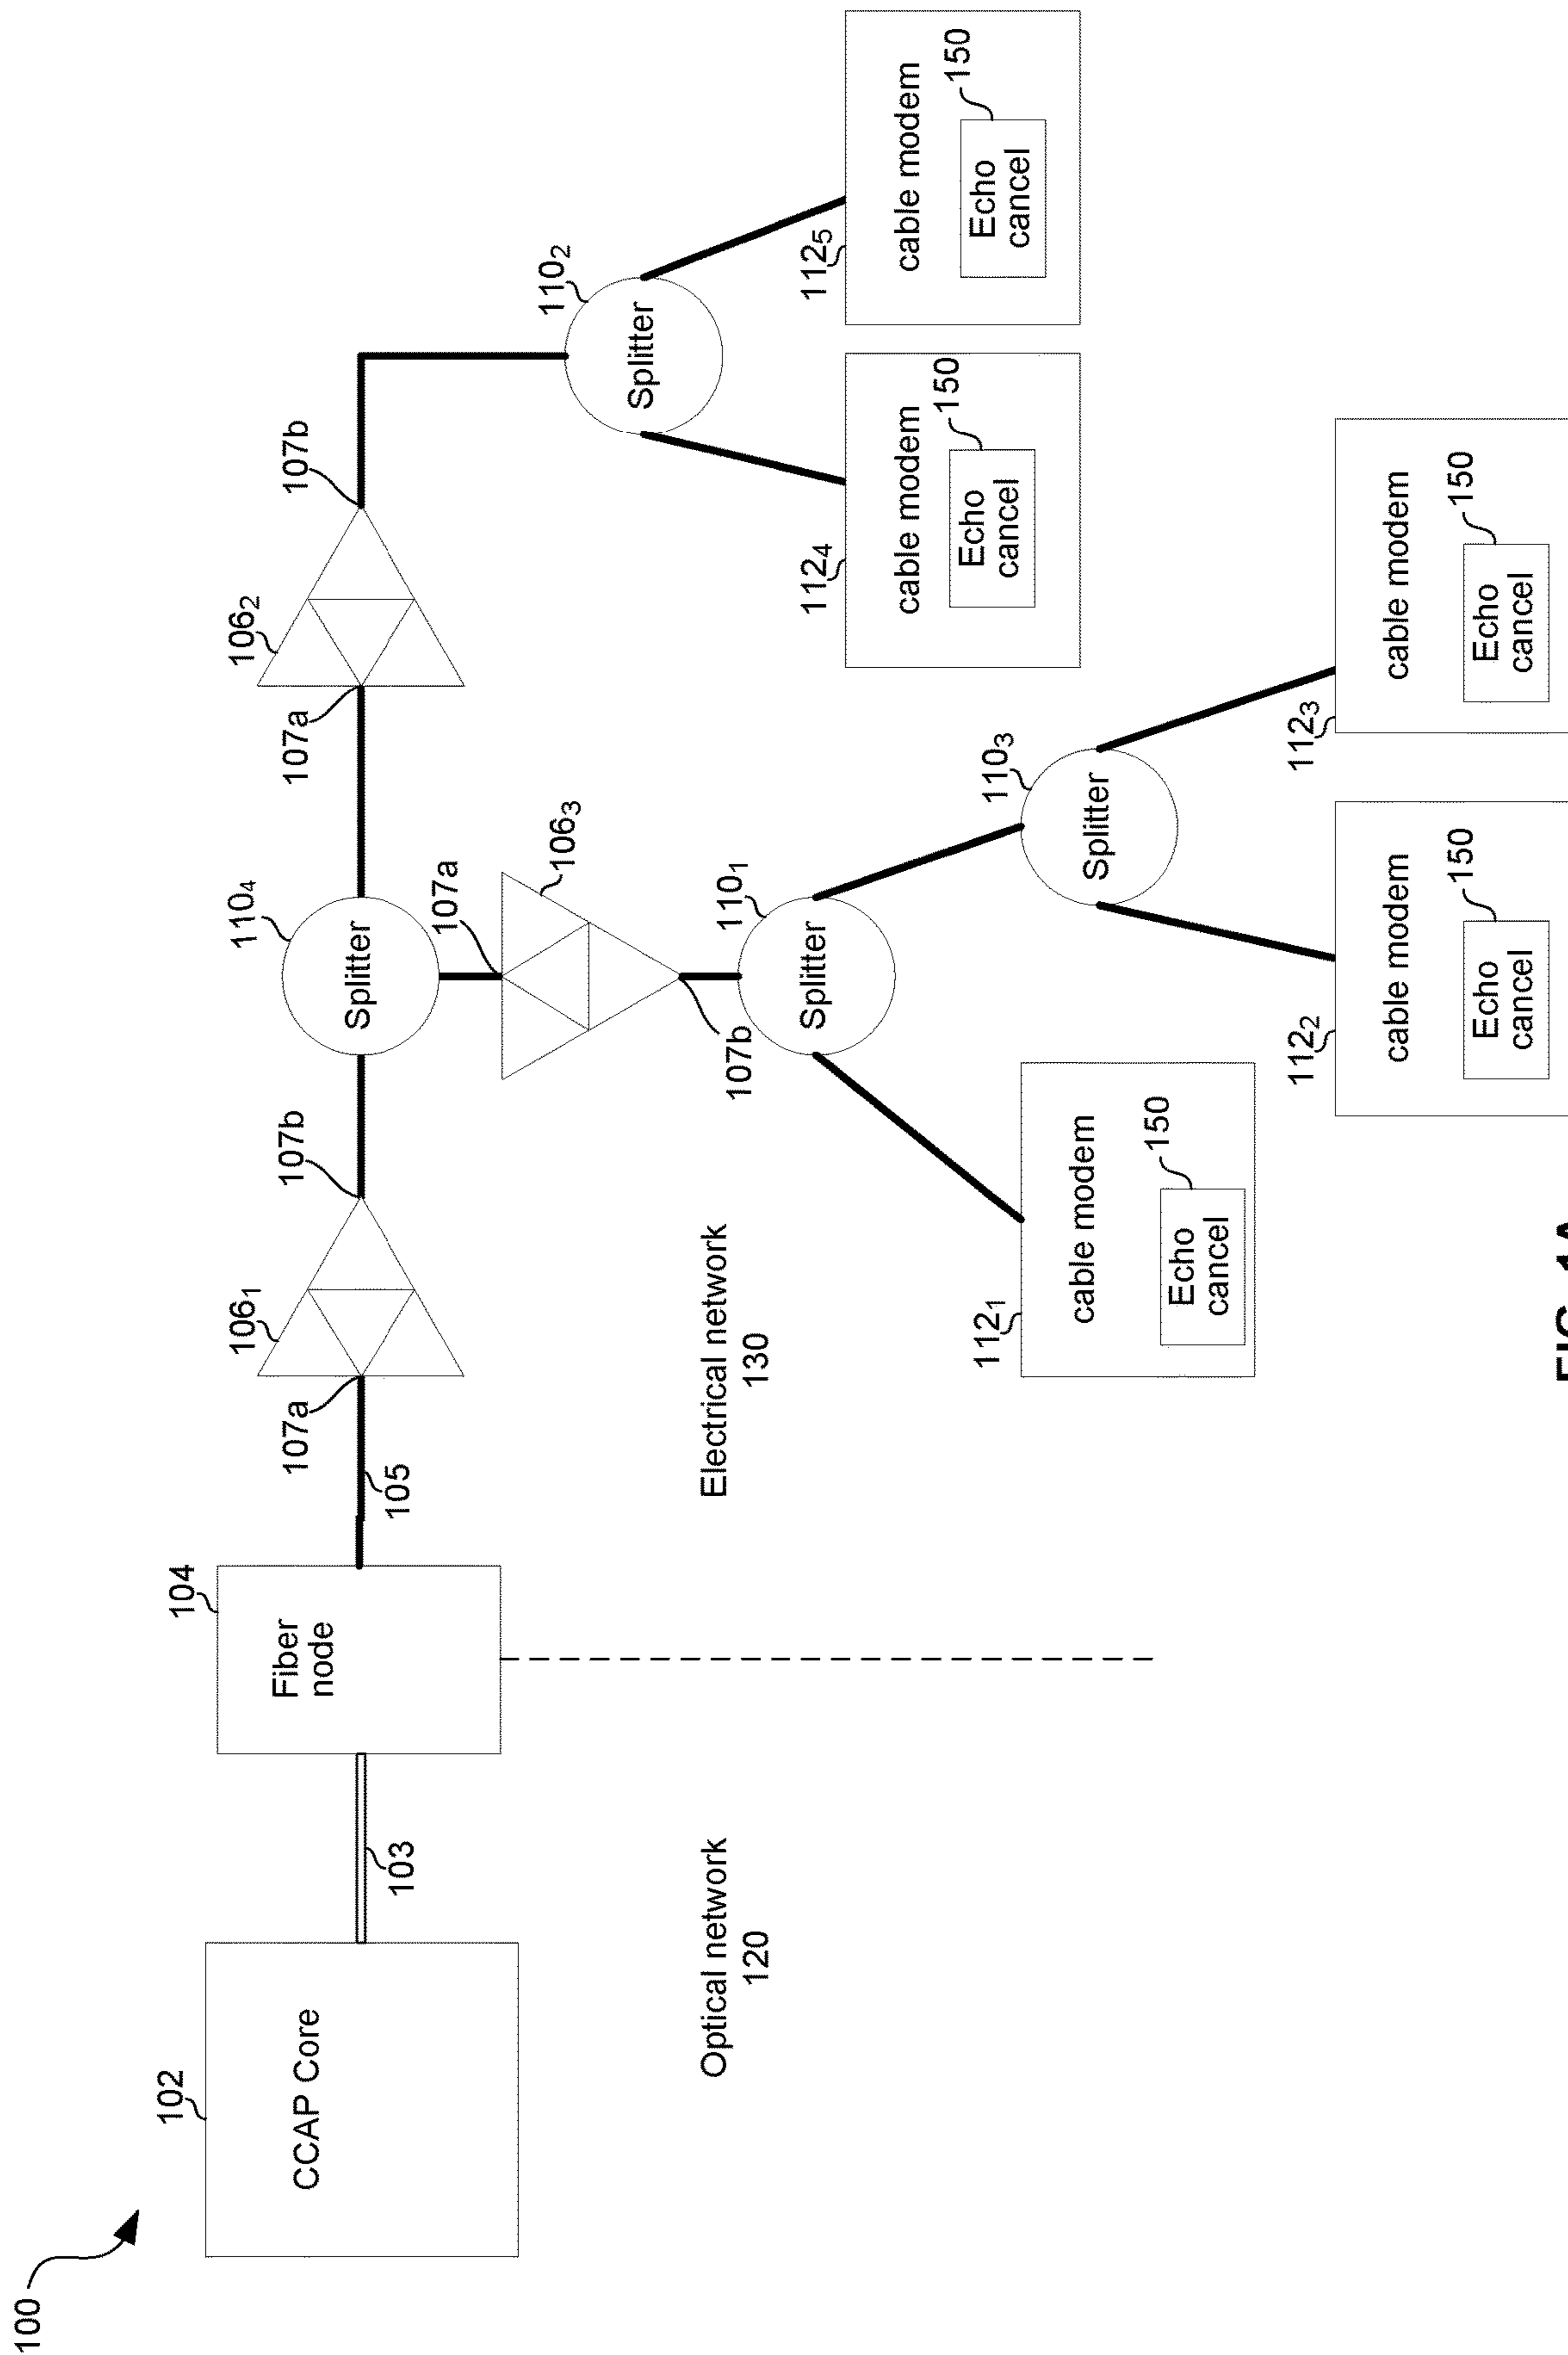 100
102
CCAP Core
103
104
Fiber
node
105
107a
106₁
107b
110₄
Splitter
107a
106₂
107b
107a
106₃
107b
110₁
Splitter
110₂
Splitter
110₃
Splitter
112₁
cable modem
150
Echo
cancel
112₂
cable modem
150
Echo
cancel
112₃
cable modem
150
Echo
cancel
112₄
cable modem
150
Echo
cancel
112₅
cable modem
150
Echo
cancel
Optical network
120
Electrical network
130
FIG. 1A